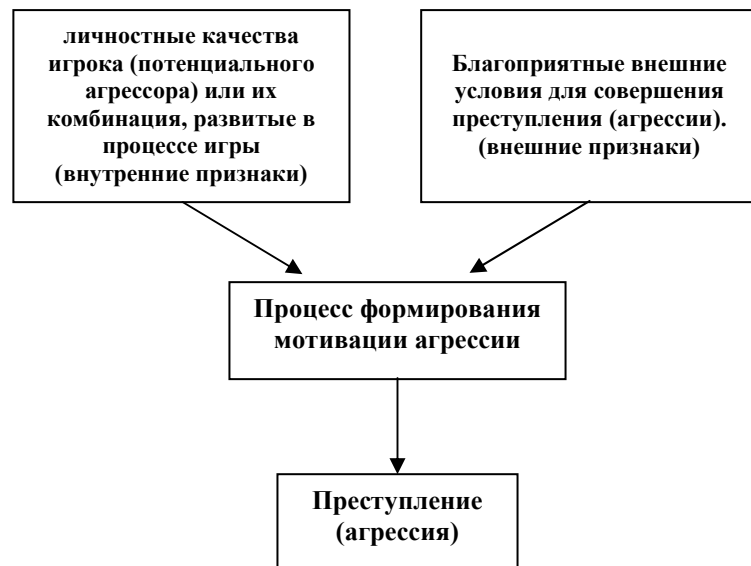 личностные качества
игрока (потенциального
агрессора) или их
комбинация, развитые в
процессе игры
(внутренние признаки)
Благоприятные внешние
условия для совершения
преступления (агрессии).
(внешние признаки)
Процесс формирования
мотивации агрессии
Преступление
(агрессия)